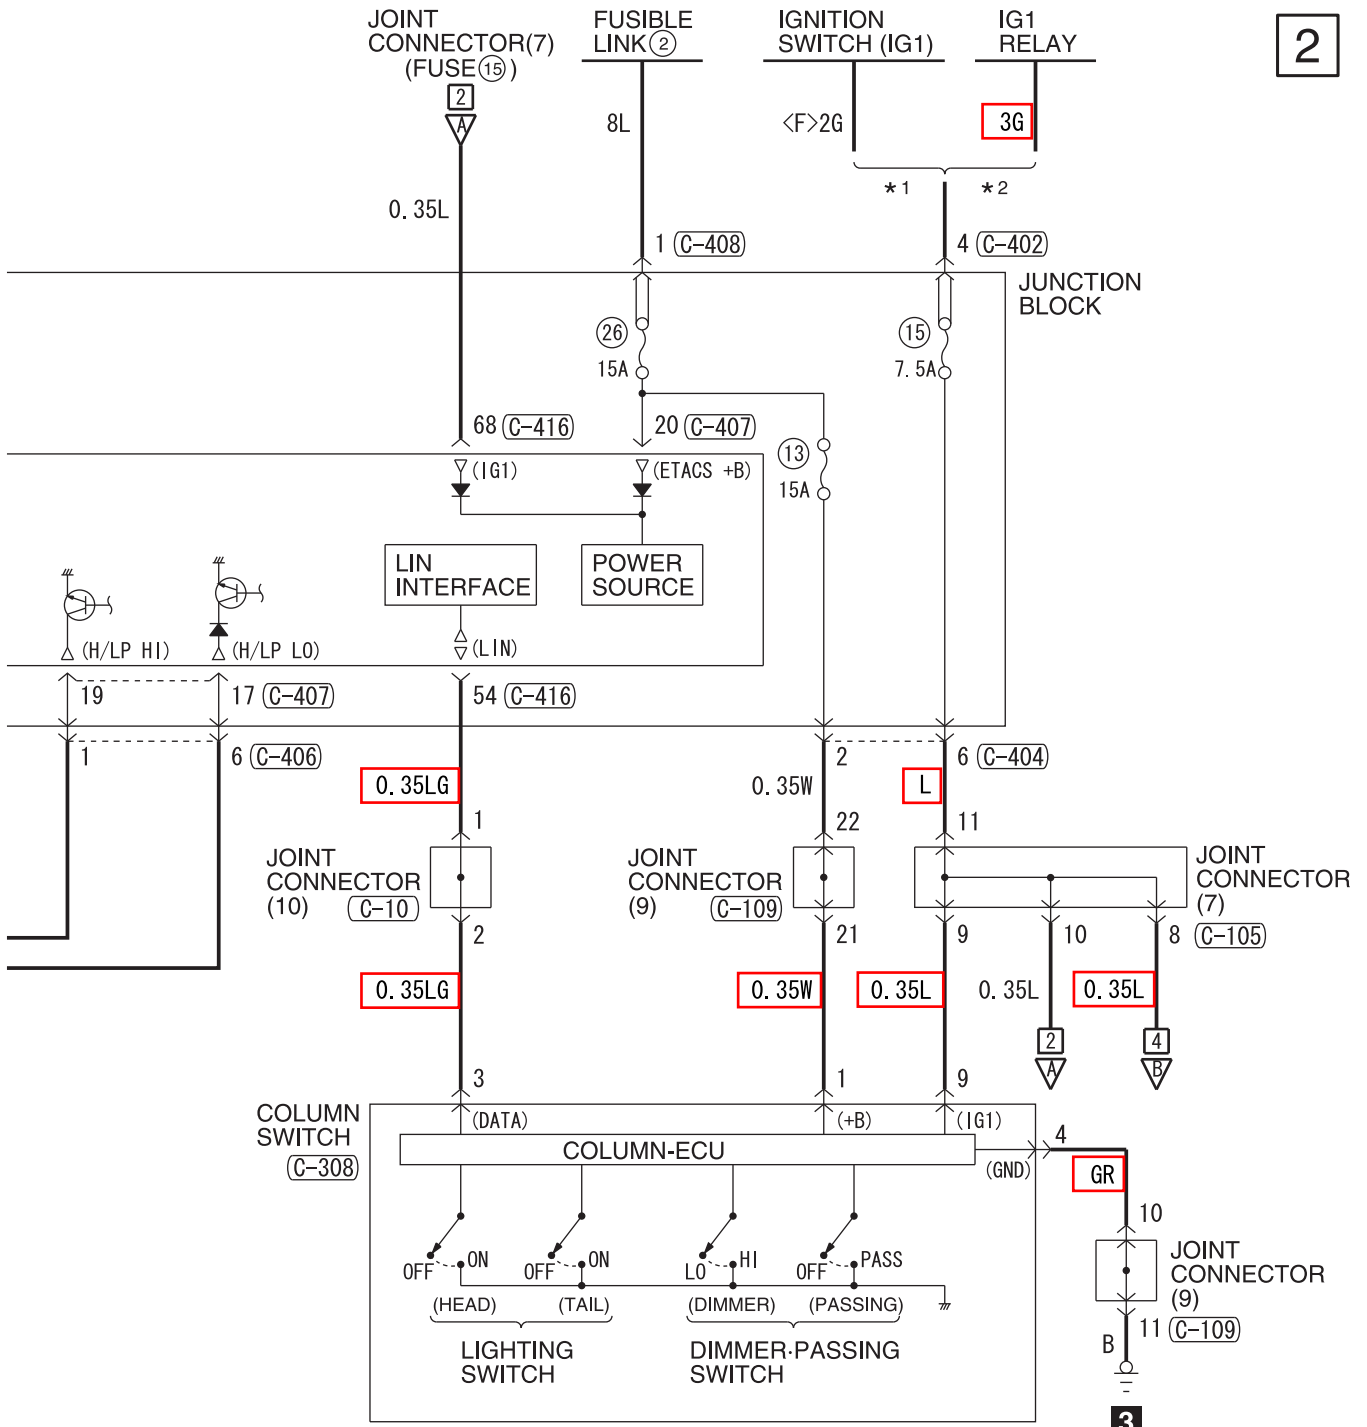 JOINT
CONNECTOR(7)
(FUSE⑮)
2
A
FUSIBLE
LINK②
IGNITION
SWITCH (IG1)
IG1
RELAY
2
8L
<F>2G
3G
*1
*2
0.35L
1 (C-408)
4 (C-402)
JUNCTION
BLOCK
26
15A
15
7.5A
68 (C-416)
20 (C-407)
13
15A
(IG1)
(ETACS +B)
LIN
INTERFACE
POWER
SOURCE
(H/LP HI)
(H/LP LO)
(LIN)
19
17 (C-407)
54 (C-416)
1
6 (C-406)
2
6 (C-404)
0.35LG
0.35W
L
1
22
11
JOINT
CONNECTOR
(10)
(C-10)
JOINT
CONNECTOR
(9)
(C-109)
JOINT
CONNECTOR
(7)
(C-105)
2
21
9
10
8
0.35LG
0.35W
0.35L
0.35L
0.35L
2
A
4
B
3
1
9
COLUMN
SWITCH
(C-308)
(DATA)
(+B)
(IG1)
COLUMN-ECU
(GND)
4
GR
OFF
ON
OFF
ON
LO
HI
OFF
PASS
(HEAD)
(TAIL)
(DIMMER)
(PASSING)
LIGHTING
SWITCH
DIMMER·PASSING
SWITCH
10
JOINT
CONNECTOR
(9)
11 (C-109)
B
3